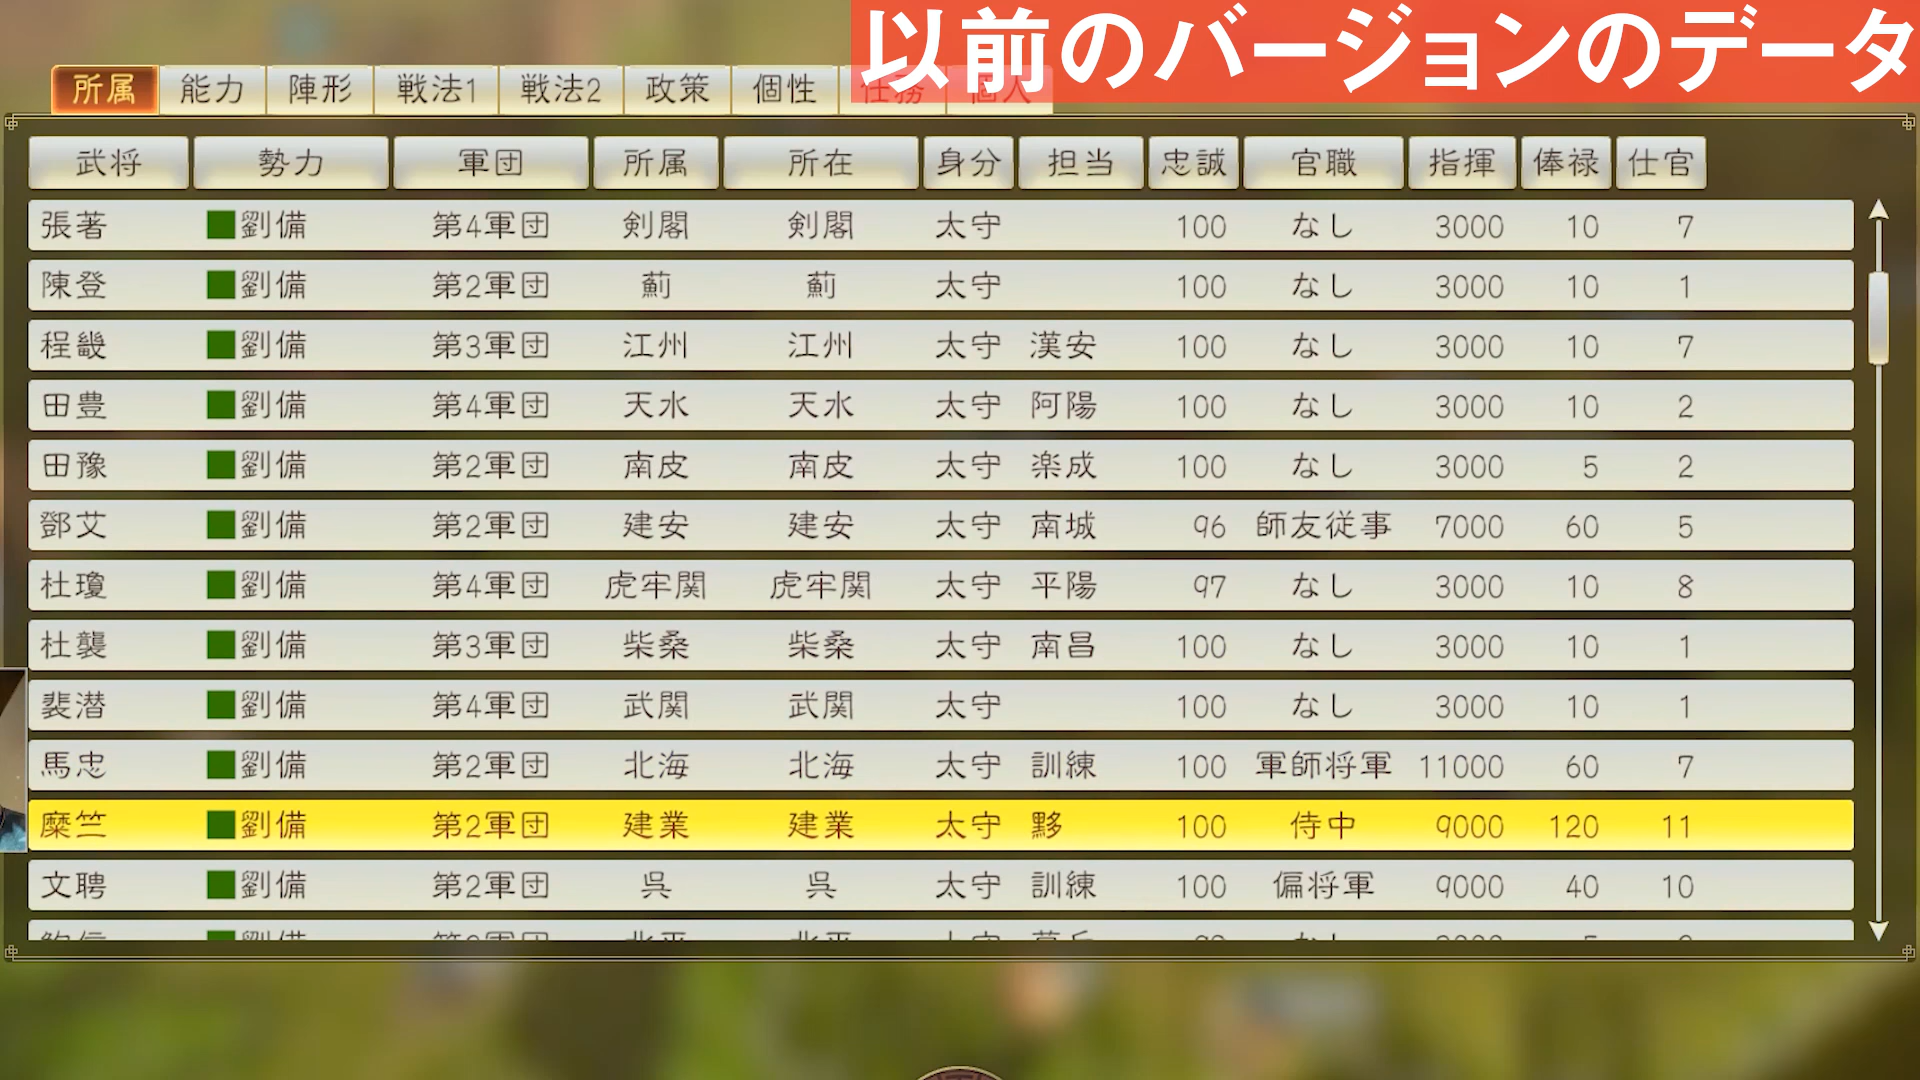 以前のバージョンのデータ
所属 能力 陣形 戦法1 戦法2 政策 個性 任務 個人
武将 勢力 軍団 所属 所在 身分 担当 忠誠 官職 指揮 俸禄 仕官
張著 劉備 第4軍団 剣閣 剣閣 太守 100 なし 3000 10 7
陳登 劉備 第2軍団 薊 薊 太守 100 なし 3000 10 1
程畿 劉備 第3軍団 江州 江州 太守 漢安 100 なし 3000 10 7
田豊 劉備 第4軍団 天水 天水 太守 阿陽 100 なし 3000 10 2
田豫 劉備 第2軍団 南皮 南皮 太守 楽成 100 なし 3000 5 2
鄧艾 劉備 第2軍団 建安 建安 太守 南城 96 師友従事 7000 60 5
杜瓊 劉備 第4軍団 虎牢関 虎牢関 太守 平陽 97 なし 3000 10 8
杜襲 劉備 第3軍団 柴桑 柴桑 太守 南昌 100 なし 3000 10 1
裴潜 劉備 第4軍団 武関 武関 太守 100 なし 3000 10 1
馬忠 劉備 第2軍団 北海 北海 太守 訓練 100 軍師将軍 11000 60 7
糜竺 劉備 第2軍団 建業 建業 太守 黟 100 侍中 9000 120 11
文聘 劉備 第2軍団 呉 呉 太守 訓練 100 偏将軍 9000 40 10